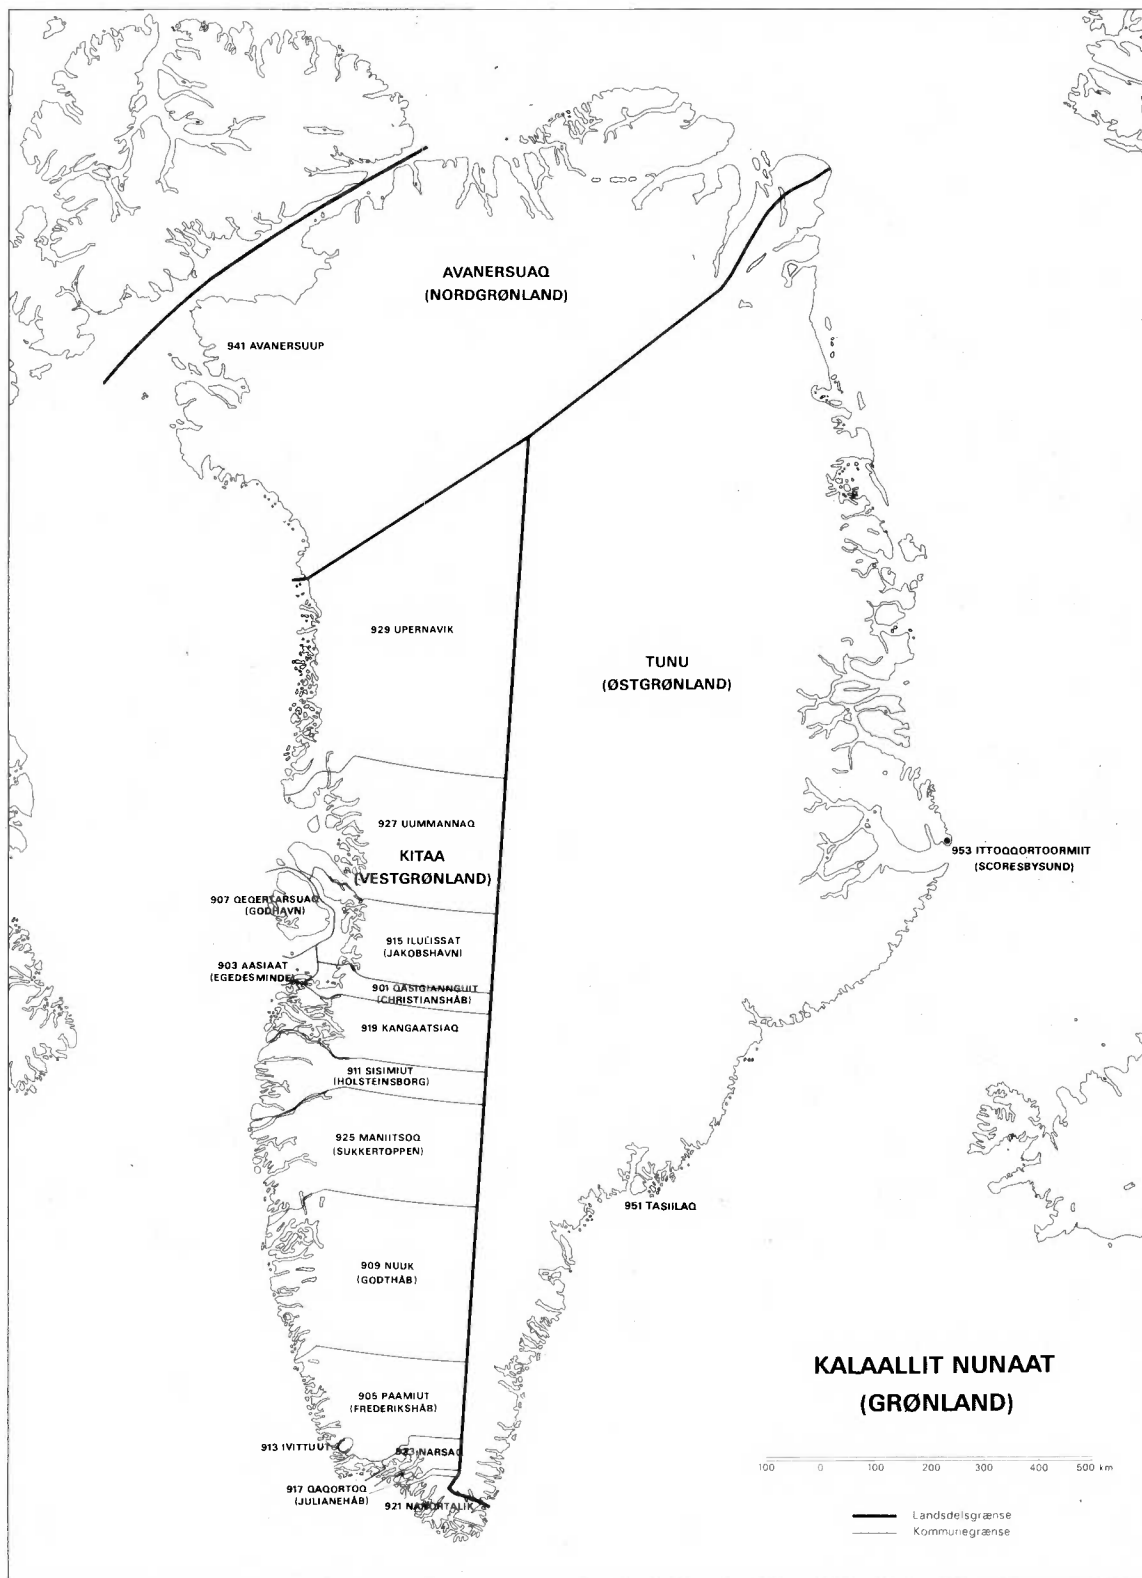 AVANERSUAQ
(NORDGRØNLAND)
941 AVANERSUUP
929 UPERNAVIK
TUNU
(ØSTGRØNLAND)
927 UUMMANNAQ
KITAA
(VESTGRØNLAND)
953 ITTOQQORTOORMIIT
(SCORESBYSUND)
907 QEQERTARSUAQ
(GODHAVN)
915 ILULISSAT
(JAKOBSHAVN)
903 AASIAAT
(EGEDESMINDE)
901 QASIGIANNGUIT
(CHRISTIANSHÅB)
919 KANGAATSIAQ
911 SISIMIUT
(HOLSTEINSBORG)
925 MANIITSOQ
(SUKKERTOPPEN)
951 TASIILAQ
909 NUUK
(GODTHÅB)
KALAALLIT NUNAAT
(GRØNLAND)
905 PAAMIUT
(FREDERIKSHÅB)
913 IVITTUUT
923 NARSAQ
917 QAQORTOQ
(JULIANEHÅB)
921 NANORTALIK
100 0 200 300 400 500 km
Landsdelsgrænse
Kommunegrænse